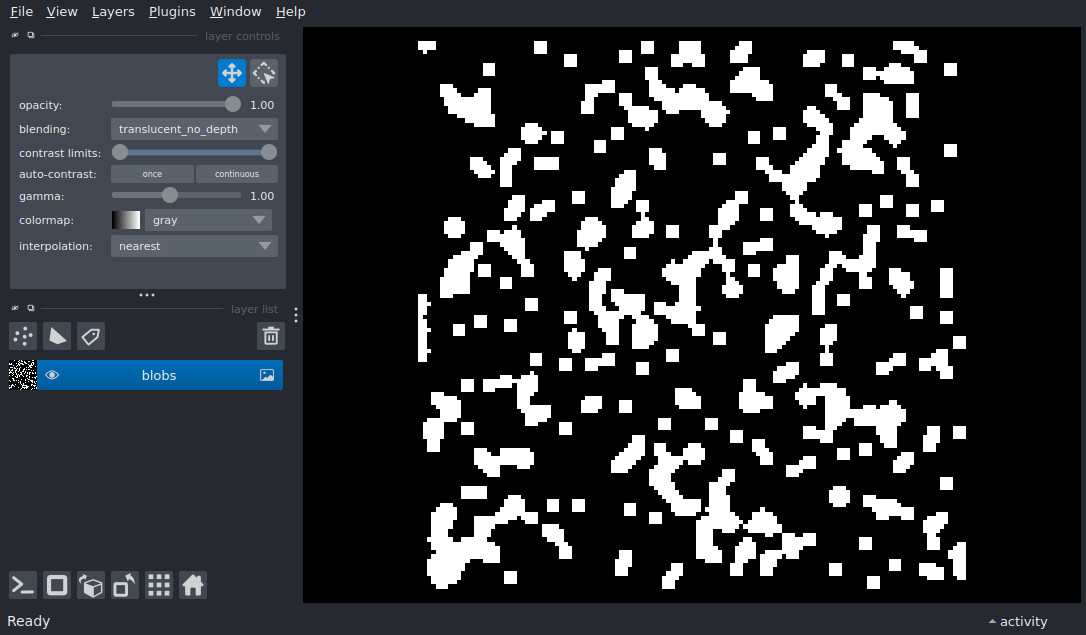 File View Layers Plugins Window Help
layer controls
opacity: 1.00
blending: translucent_no_depth
contrast limits:
auto-contrast: once continuous
gamma: 1.00
colormap: gray
interpolation: nearest
layer list
blobs
Ready activity